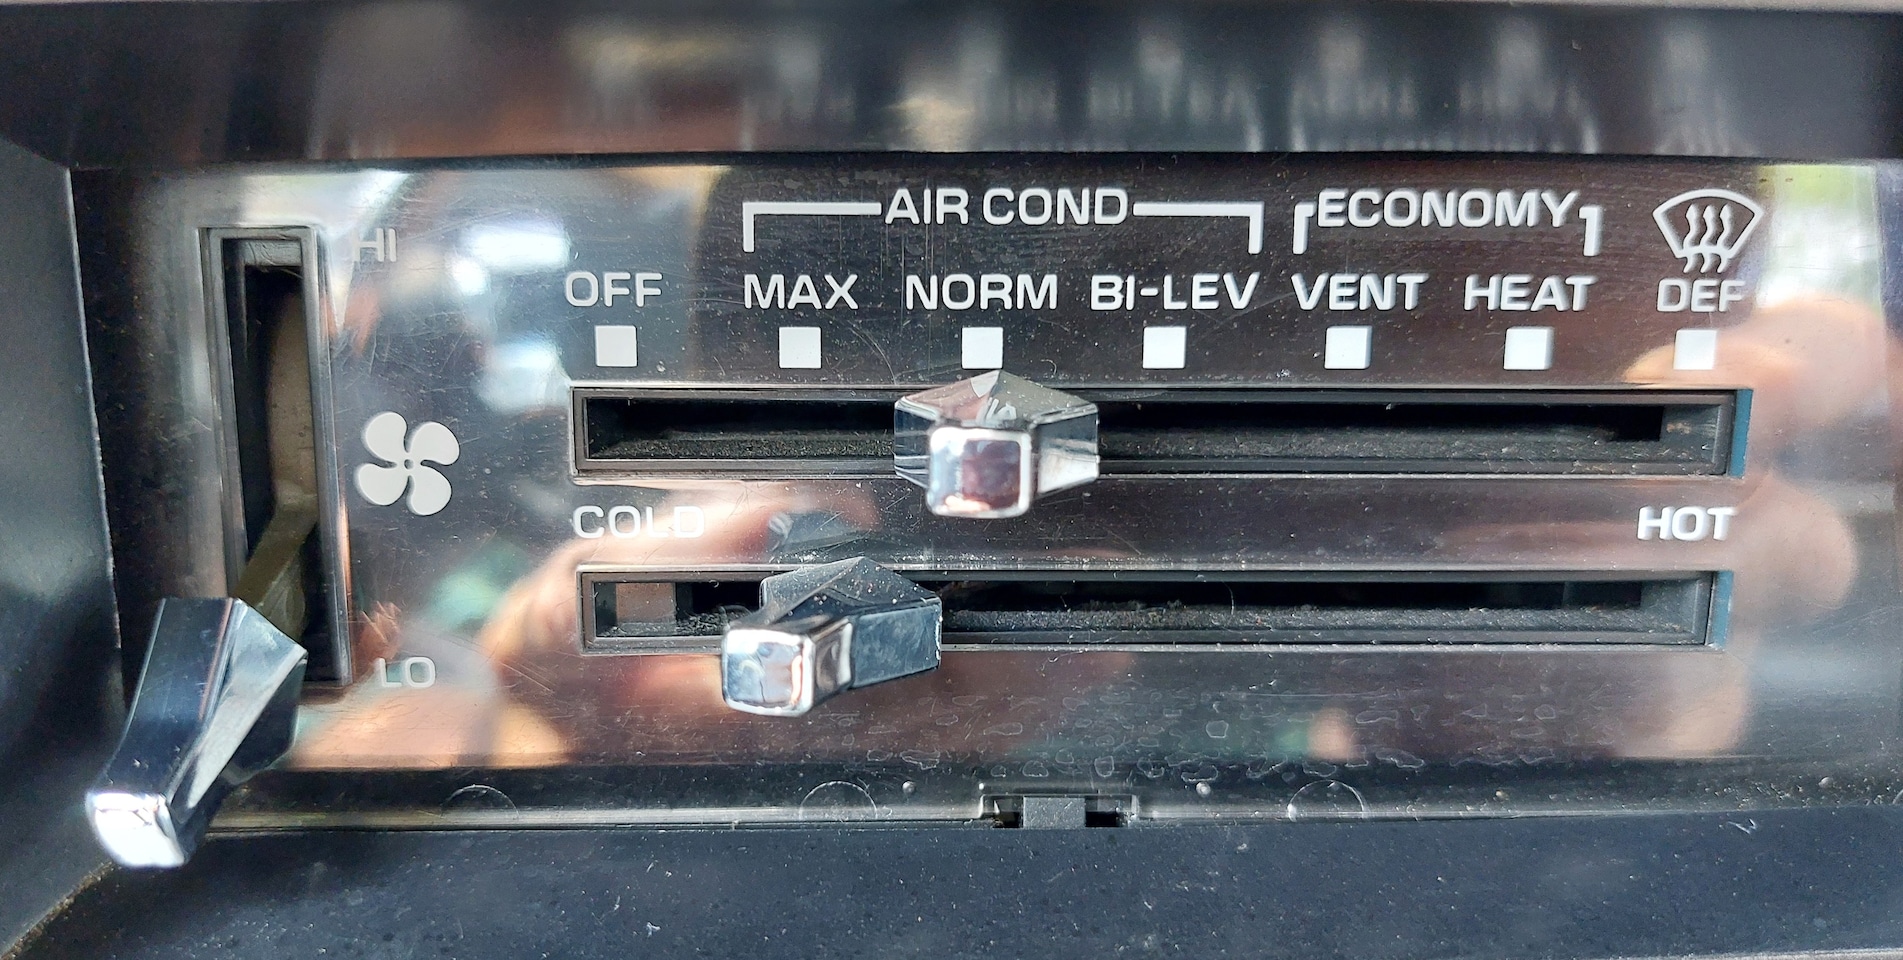 AIR COND ECONOMY
HI OFF MAX NORM BI-LEV VENT HEAT DEF
COLD HOT
LO